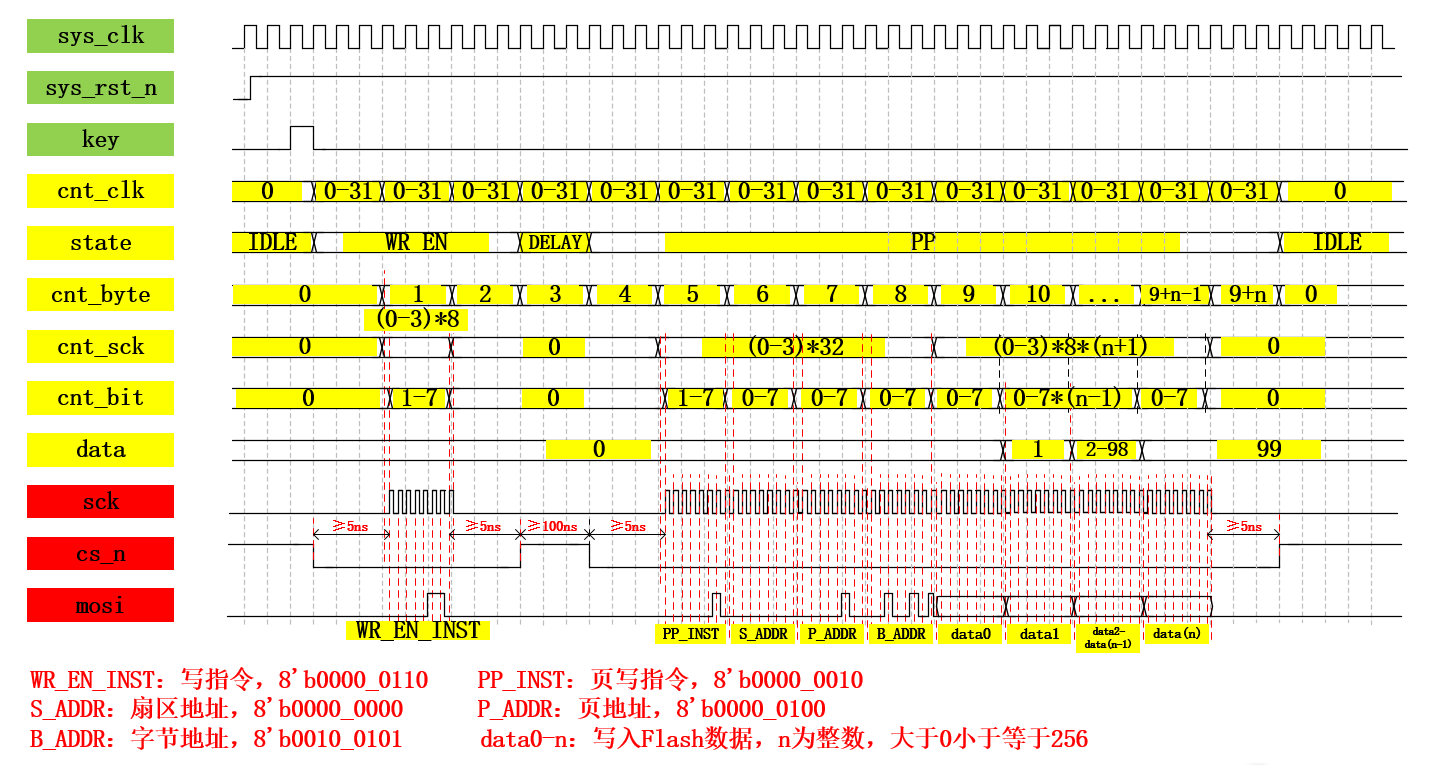 sys_clk
sys_rst_n
key
cnt_clk 0 0-31 0-31 0-31 0-31 0-31 0-31 0-31 0-31 0-31 0-31 0-31 0-31 0-31 0-31 0
state IDLE WR EN DELAY PP IDLE
cnt_byte 0 1 2 3 4 5 6 7 8 9 10 ... 9+n-1 9+n 0
(0-3)*8
cnt_sck 0 0 (0-3)*32 (0-3)*8*(n+1) 0
cnt_bit 0 1-7 0 1-7 0-7 0-7 0-7 0-7 0-7*(n-1) 0-7 0
data 0 1 2-98 99
sck
≥5ns ≥5ns ≥100ns ≥5ns ≥5ns
cs_n
mosi
WR_EN_INST PP_INST S_ADDR P_ADDR B_ADDR data0 data1 data2-data(n-1) data(n)
WR_EN_INST：写指令，8'b0000_0110 PP_INST：页写指令，8'b0000_0010
S_ADDR：扇区地址，8'b0000_0000 P_ADDR：页地址，8'b0000_0100
B_ADDR：字节地址，8'b0010_0101 data0-n：写入Flash数据，n为整数，大于0小于等于256